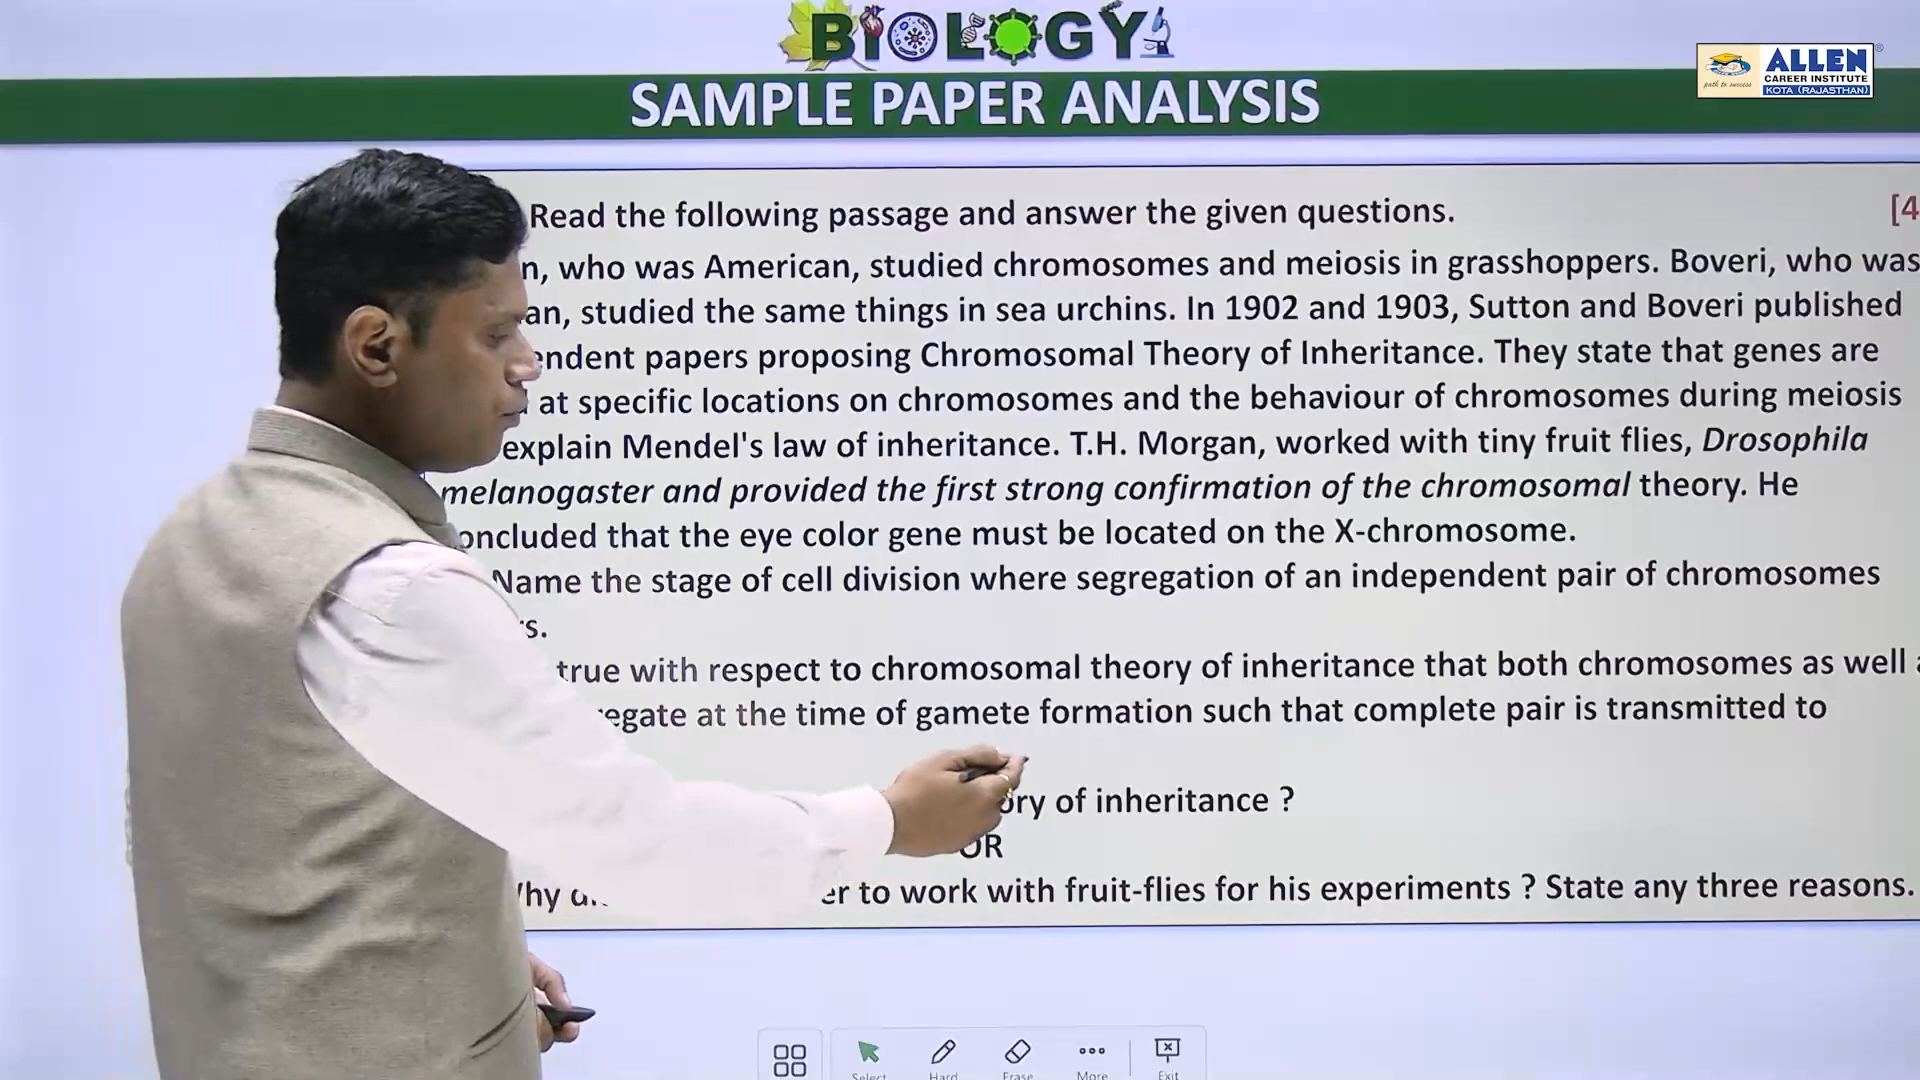 BIOLOGY
ALLEN
CAREER INSTITUTE
KOTA (RAJASTHAN)
path to success
SAMPLE PAPER ANALYSIS
Read the following passage and answer the given questions. [4
who was American, studied chromosomes and meiosis in grasshoppers. Boveri, who was
studied the same things in sea urchins. In 1902 and 1903, Sutton and Boveri published
papers proposing Chromosomal Theory of Inheritance. They state that genes are
at specific locations on chromosomes and the behaviour of chromosomes during meiosis
explain Mendel's law of inheritance. T.H. Morgan, worked with tiny fruit flies, Drosophila
melanogaster and provided the first strong confirmation of the chromosomal theory. He
oncluded that the eye color gene must be located on the X-chromosome.
Name the stage of cell division where segregation of an independent pair of chromosomes
s.
true with respect to chromosomal theory of inheritance that both chromosomes as well
egate at the time of gamete formation such that complete pair is transmitted to
ory of inheritance ?
OR
er to work with fruit-flies for his experiments ? State any three reasons.
Select
Hard
Erase
More
Exit